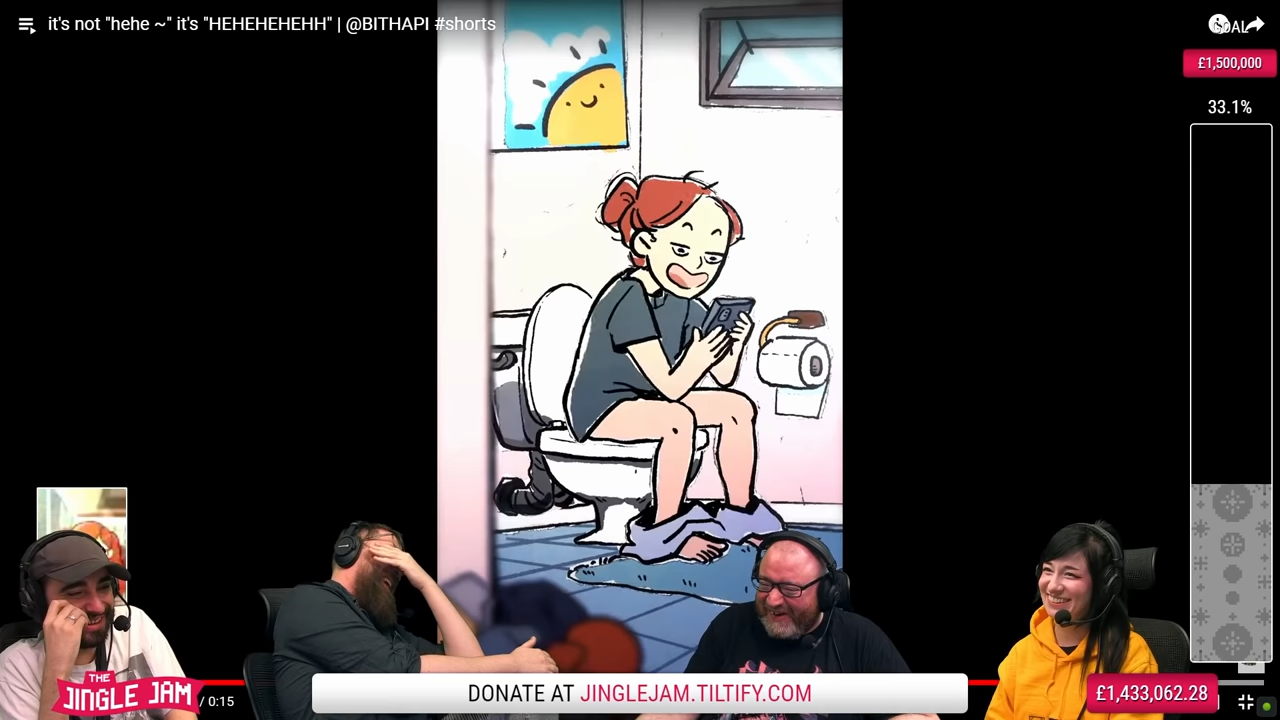 it's not "hehe ~" it's "HEHEHEHEHH" | @BITHAPI #shorts
GOAL
£1,500,000
33.1%
THE
JINGLE JAM
/ 0:15
DONATE AT JINGLEJAM.TILTIFY.COM
£1,433,062.28